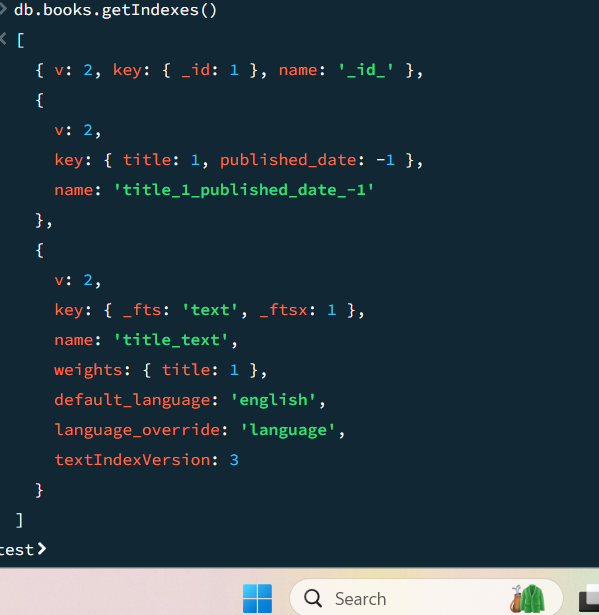 > db.books.getIndexes()
< [
{ v: 2, key: { _id: 1 }, name: '_id_' },
{
v: 2,
key: { title: 1, published_date: -1 },
name: 'title_1_published_date_-1'
},
{
v: 2,
key: { _fts: 'text', _ftsx: 1 },
name: 'title_text',
weights: { title: 1 },
default_language: 'english',
language_override: 'language',
textIndexVersion: 3
}
]
test>
Search